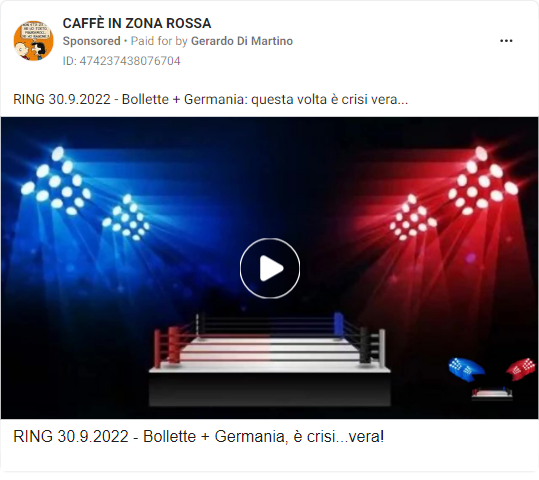 CAFFÈ IN ZONA ROSSA
Sponsored • Paid for by Gerardo Di Martino
ID: 474237438076704
RING 30.9.2022 - Bollette + Germania: questa volta è crisi vera...
RING 30.9.2022 - Bollette + Germania, è crisi...vera!